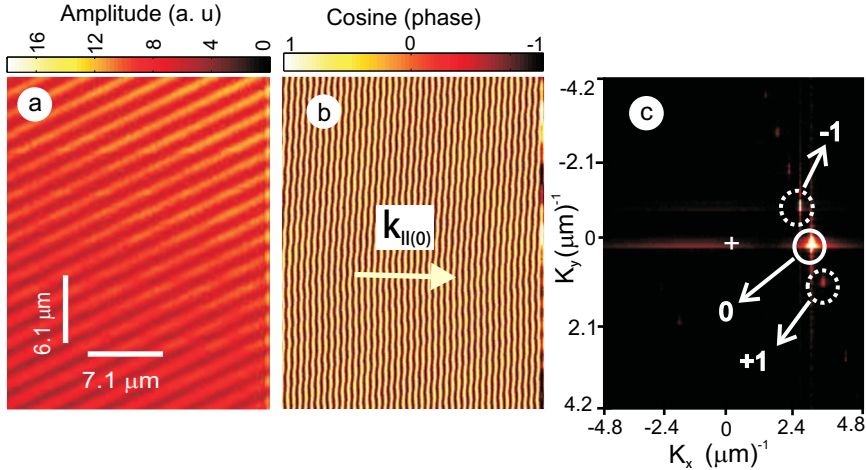 Amplitude (a. u)
16 12 8 4 0
Cosine (phase)
1 0 -1
a
6.1 μm
7.1 μm
b
k||(0)
c
-4.2
-2.1
0
2.1
4.2
K_y (μm)^-1
-1
0
+1
-4.8 -2.4 0 2.4 4.8
K_x (μm)^-1